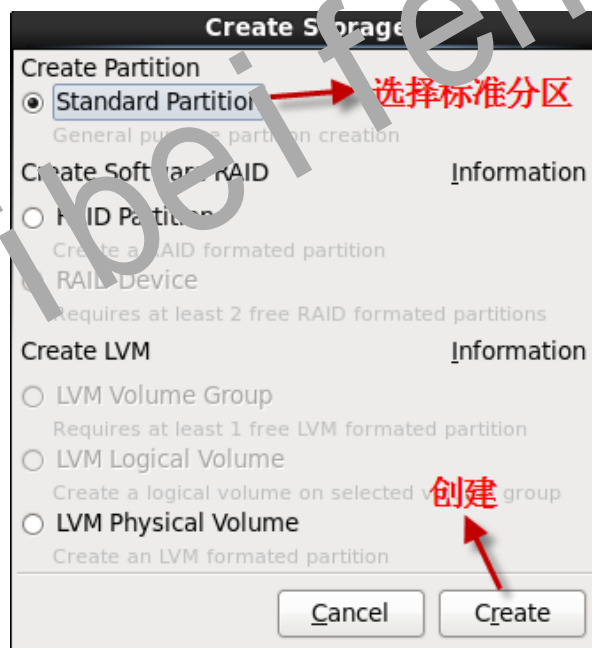 Create Storage
Create Partition
Standard Partition
选择标准分区
General purpose partition creation
Create Software RAID Information
RAID Partition
Create a RAID formated partition
RAID Device
Requires at least 2 free RAID formated partitions
Create LVM Information
LVM Volume Group
Requires at least 1 free LVM formated partition
LVM Logical Volume
Create a logical volume on selected volume group
创建
LVM Physical Volume
Create an LVM formated partition
Cancel Create